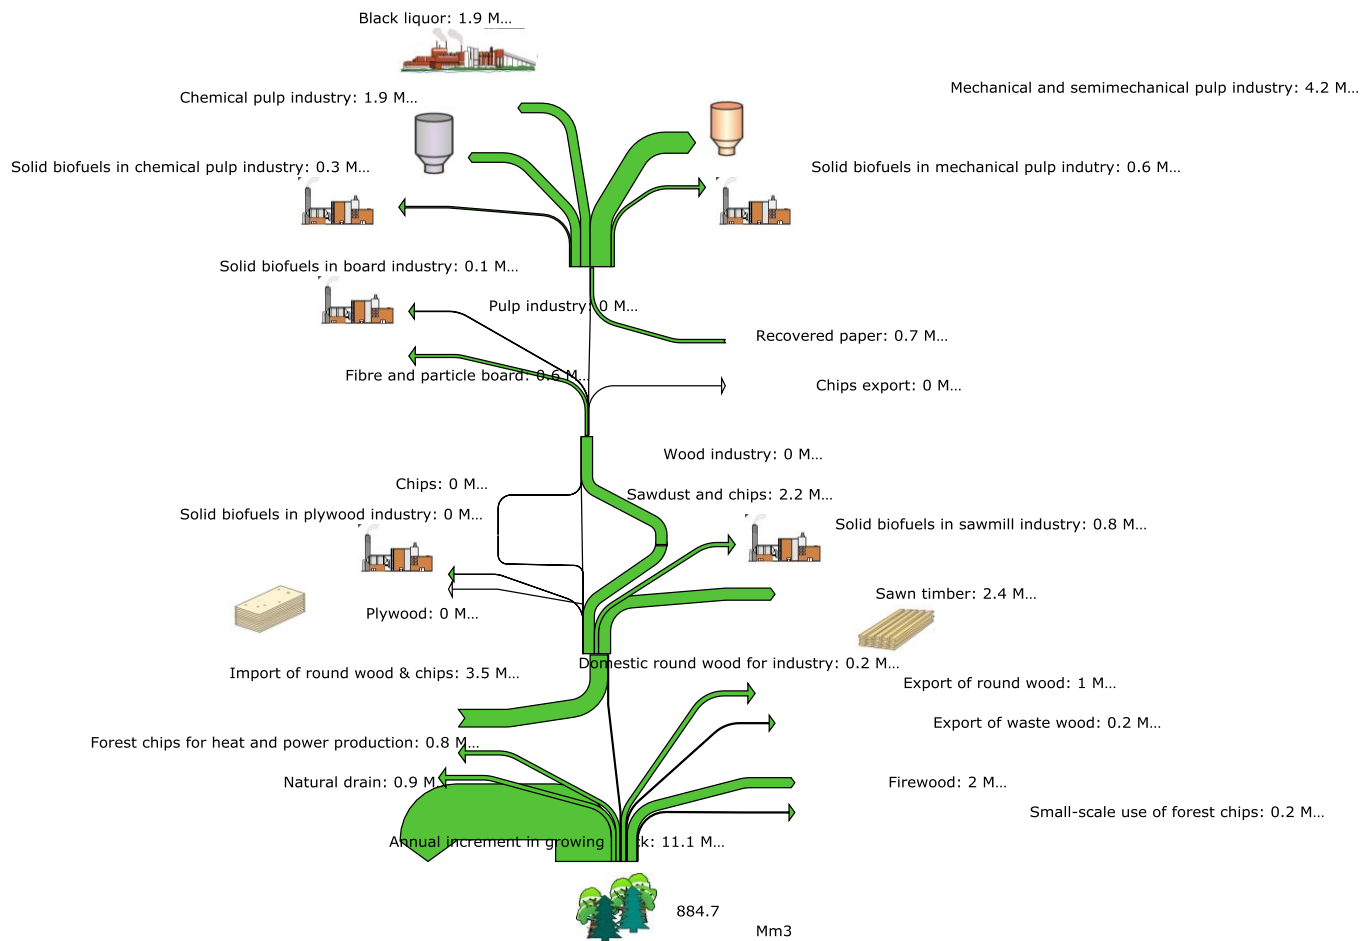 Black liquor: 1.9 M...
Mechanical and semimechanical pulp industry: 4.2 M...
Chemical pulp industry: 1.9 M...
Solid biofuels in chemical pulp industry: 0.3 M...
Solid biofuels in mechanical pulp indutry: 0.6 M...
Solid biofuels in board industry: 0.1 M...
Pulp industry: 0 M...
Recovered paper: 0.7 M...
Fibre and particle board: 0.6 M...
Chips export: 0 M...
Wood industry: 0 M...
Chips: 0 M...
Sawdust and chips: 2.2 M...
Solid biofuels in plywood industry: 0 M...
Solid biofuels in sawmill industry: 0.8 M...
Sawn timber: 2.4 M...
Plywood: 0 M...
Domestic round wood for industry: 0.2 M...
Import of round wood & chips: 3.5 M...
Export of round wood: 1 M...
Export of waste wood: 0.2 M...
Forest chips for heat and power production: 0.8 M...
Natural drain: 0.9 M...
Firewood: 2 M...
Small-scale use of forest chips: 0.2 M...
Annual increment in growing stock: 11.1 M...
884.7
Mm3